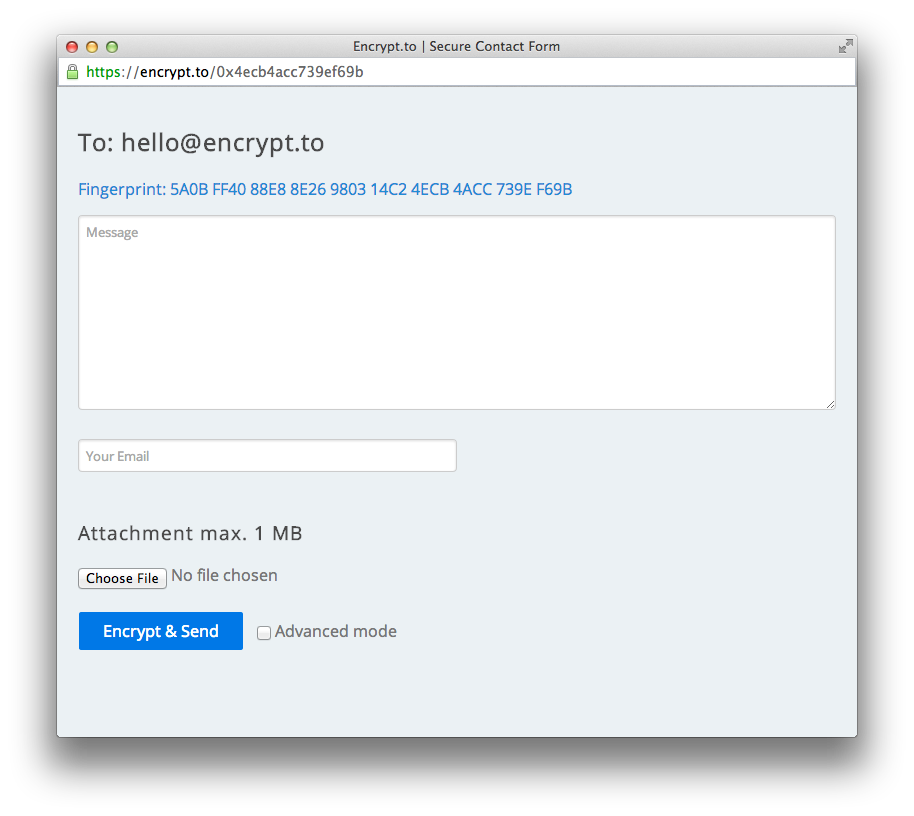 Encrypt.to | Secure Contact Form
https://encrypt.to/0x4ecb4acc739ef69b
To: hello@encrypt.to
Fingerprint: 5A0B FF40 88E8 8E26 9803 14C2 4ECB 4ACC 739E F69B
Message
Your Email
Attachment max. 1 MB
Choose File No file chosen
Encrypt & Send Advanced mode